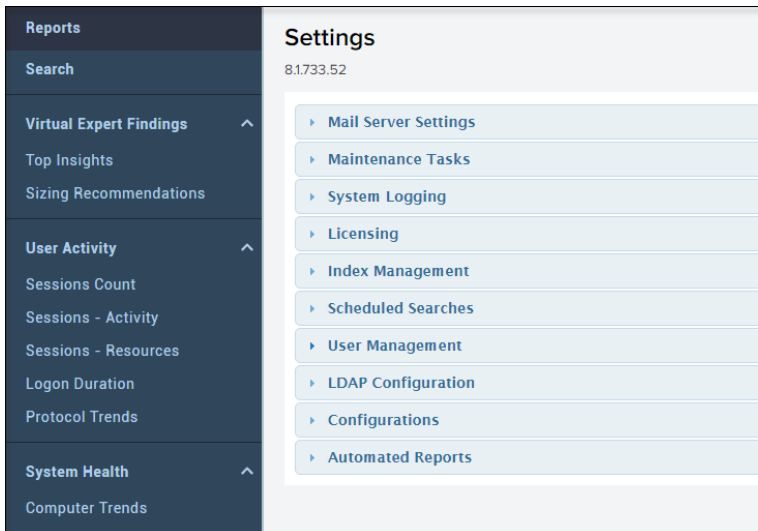 Reports
Search
Virtual Expert Findings
Top Insights
Sizing Recommendations
User Activity
Sessions Count
Sessions - Activity
Sessions - Resources
Logon Duration
Protocol Trends
System Health
Computer Trends
Settings
8.1.733.52
Mail Server Settings
Maintenance Tasks
System Logging
Licensing
Index Management
Scheduled Searches
User Management
LDAP Configuration
Configurations
Automated Reports